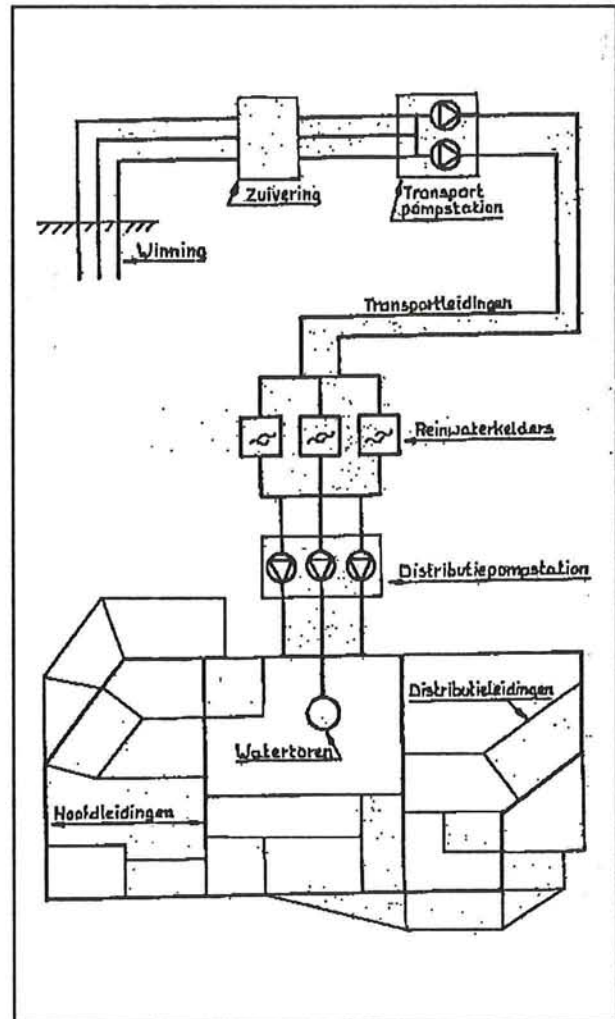 Zuivering
Transport
pompstation
Winning
Transportleidingen
Reinwaterkelders
Distributiepompstation
Distributieleidingen
Watertoren
Hoofdleidingen